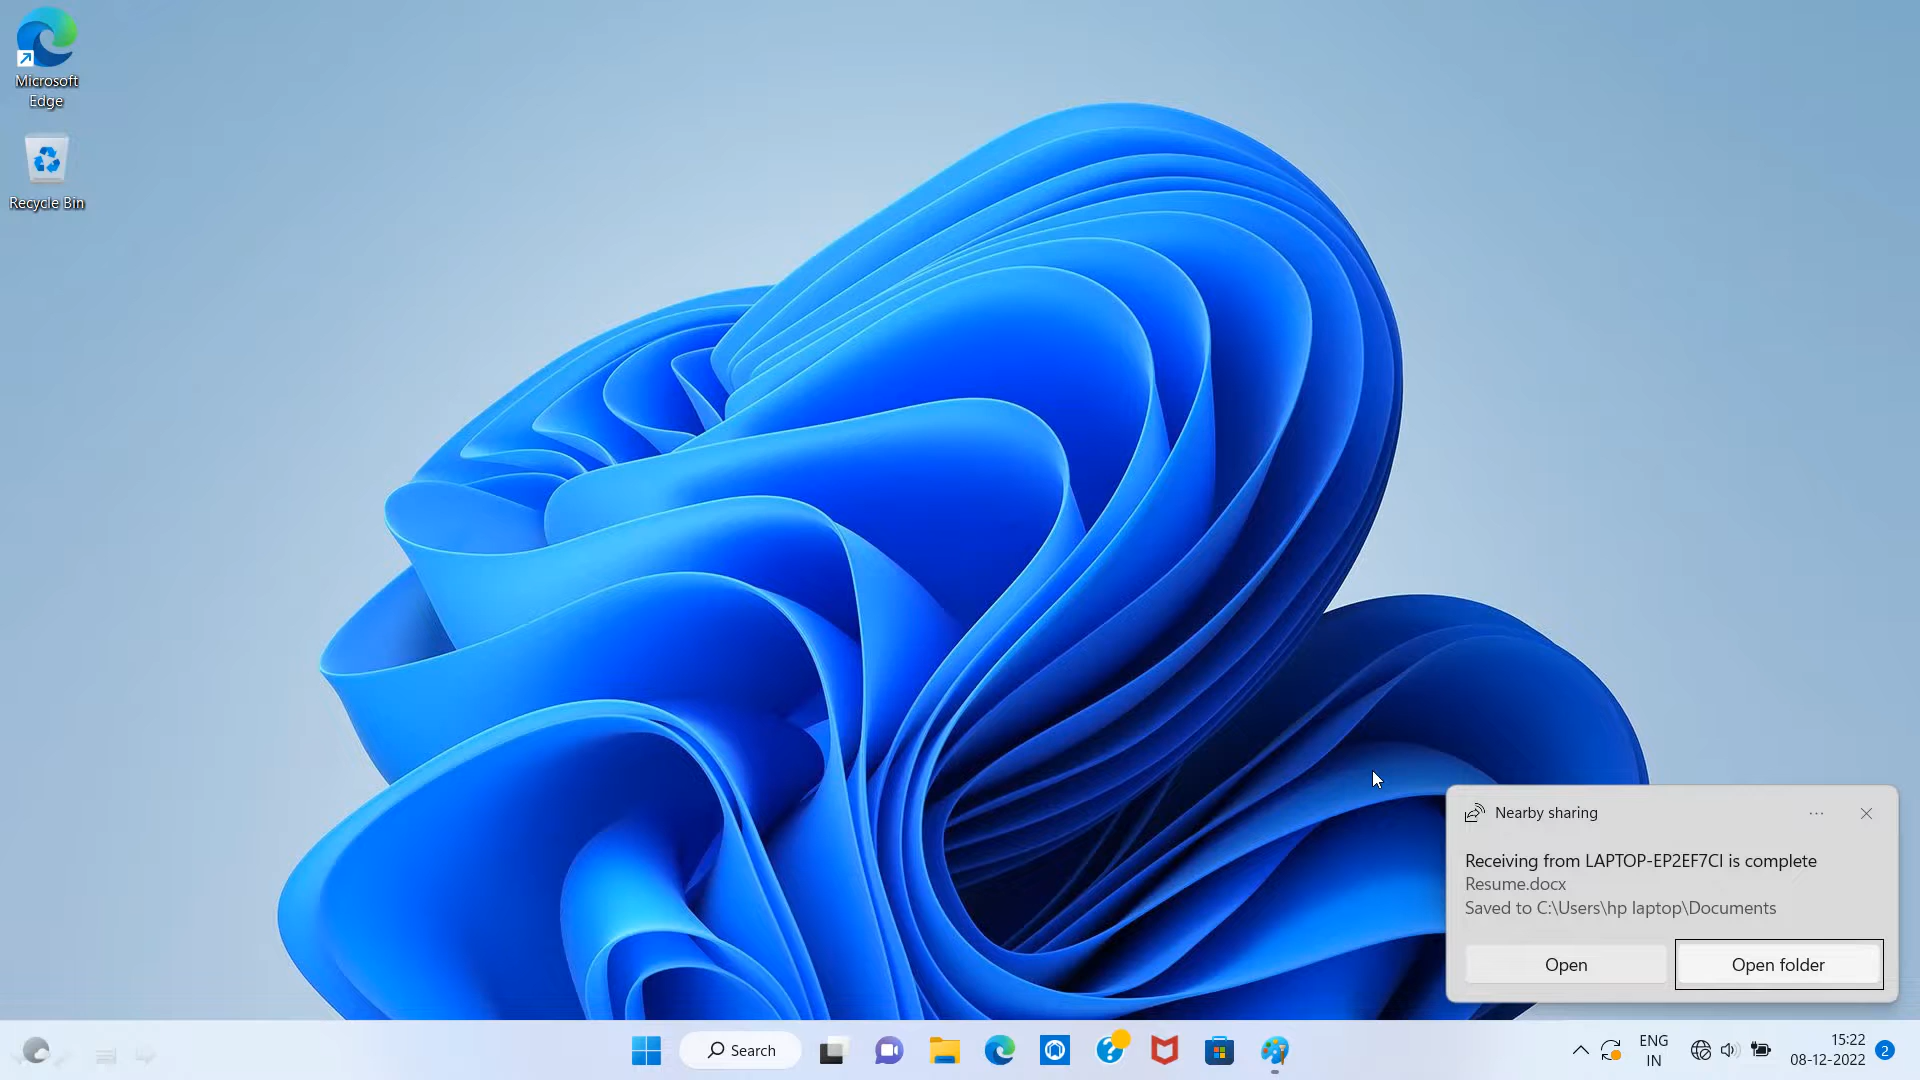 Microsoft
Edge
Recycle Bin
Nearby sharing
Receiving from LAPTOP-EP2EF7CI is complete
Resume.docx
Saved to C:\Users\hp laptop\Documents
Open
Open folder
Search
ENG
IN
15:22
08-12-2022
2